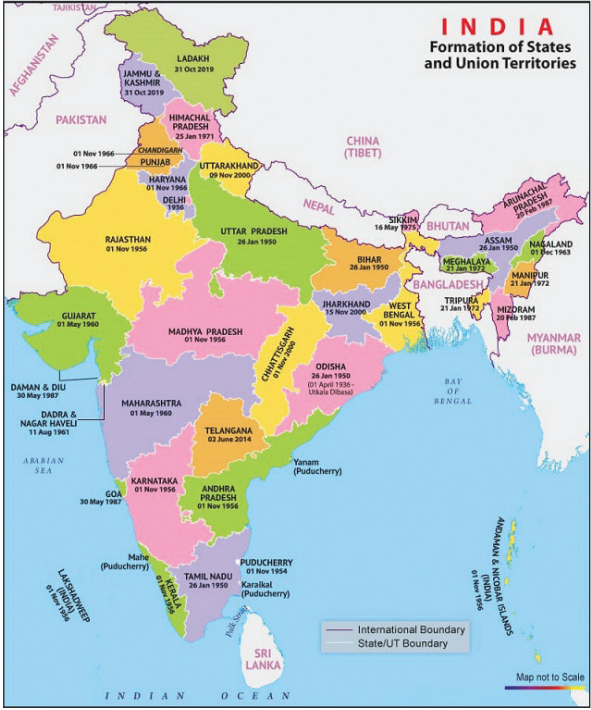 INDIA
Formation of States
and Union Territories
TAJIKISTAN
AFGHANISTAN
PAKISTAN
CHINA
(TIBET)
NEPAL
BHUTAN
BANGLADESH
MYANMAR
(BURMA)
LADAKH
31 Oct 2019
JAMMU &
KASHMIR
31 Oct 2019
HIMACHAL
PRADESH
25 Jan 1971
01 Nov 1966
CHANDIGARH
01 Nov 1966
PUNJAB
UTTARAKHAND
09 Nov 2000
HARYANA
01 Nov 1966
DELHI
1956
RAJASTHAN
01 Nov 1956
UTTAR PRADESH
26 Jan 1950
SIKKIM
16 May 1975
ARUNACHAL
PRADESH
20 Feb 1987
ASSAM
26 Jan 1950
NAGALAND
01 Dec 1963
MEGHALAYA
21 Jan 1972
MANIPUR
21 Jan 1972
TRIPURA
21 Jan 1972
MIZORAM
20 Feb 1987
BIHAR
26 Jan 1950
JHARKHAND
15 Nov 2000
WEST
BENGAL
01 Nov 1956
GUJARAT
01 May 1960
MADHYA PRADESH
01 Nov 1956
CHHATTISGARH
01 Nov 2000
ODISHA
26 Jan 1950
(01 April 1936 -
Utkala Dibasa)
DAMAN & DIU
30 May 1987
DADRA &
NAGAR HAVELI
11 Aug 1961
MAHARASHTRA
01 May 1960
TELANGANA
02 June 2014
BAY
OF
BENGAL
ARABIAN
SEA
Yanam
(Puducherry)
GOA
30 May 1987
KARNATAKA
01 Nov 1956
ANDHRA
PRADESH
01 Nov 1956
Mahe
(Puducherry)
KERALA
01 Nov 1956
TAMIL NADU
26 Jan 1950
PUDUCHERRY
01 Nov 1954
Karaikal
(Puducherry)
LAKSHADWEEP
(INDIA)
01 Nov 1956
ANDAMAN & NICOBAR ISLANDS
(INDIA)
01 Nov 1956
Palk Strait
SRI
LANKA
International Boundary
State/UT Boundary
Map not to Scale
INDIAN OCEAN